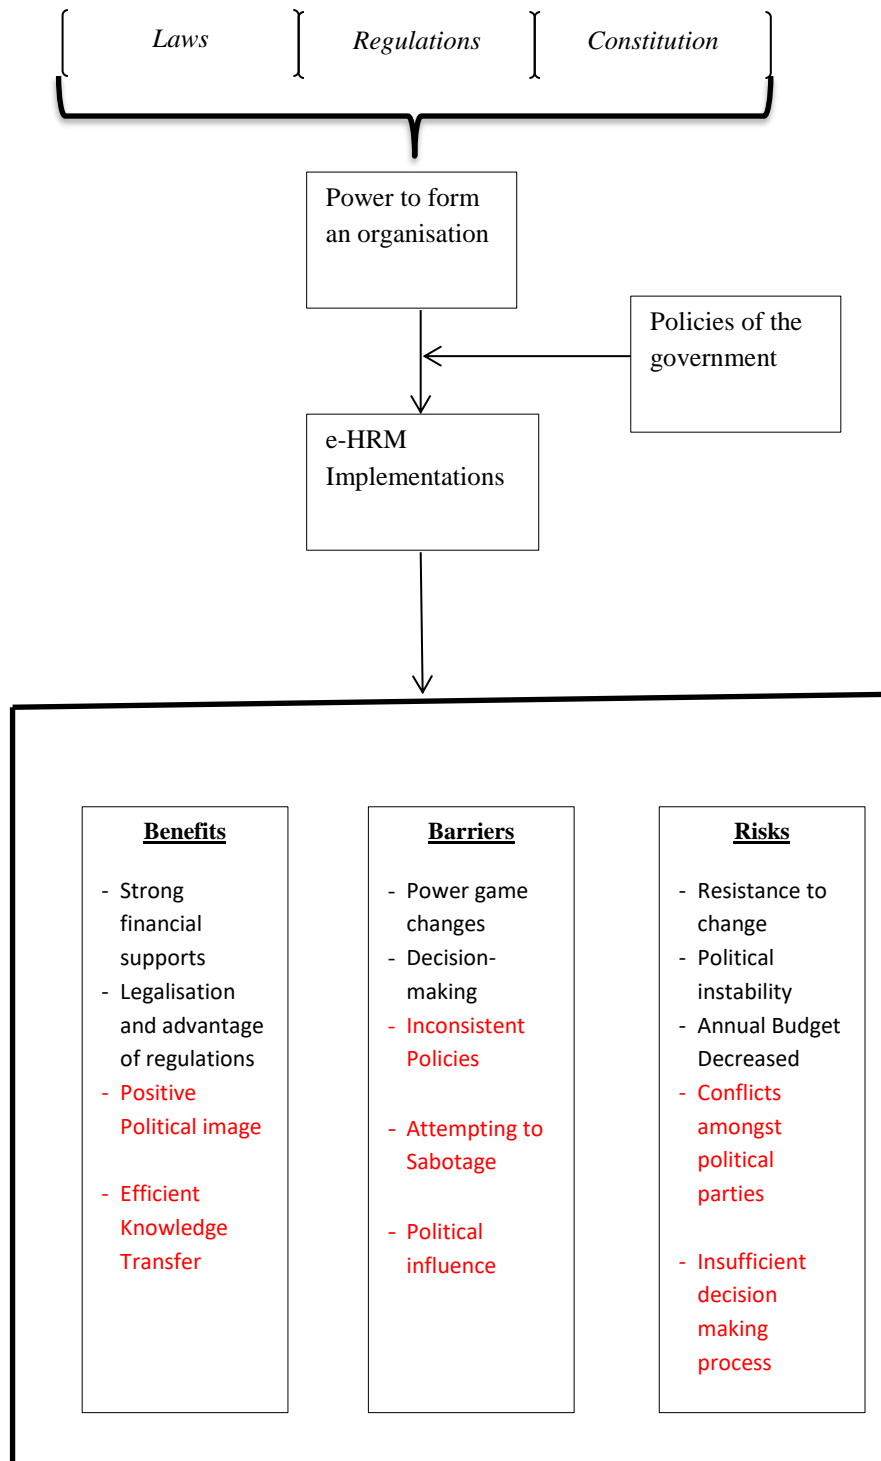 Laws Regulations Constitution
Power to form
an organisation
Policies of the
government
e-HRM
Implementations
Benefits
- Strong
financial
supports
- Legalisation
and advantage
of regulations
- Positive
Political image
- Efficient
Knowledge
Transfer
Barriers
- Power game
changes
- Decision-
making
- Inconsistent
Policies
- Attempting to
Sabotage
- Political
influence
Risks
- Resistance to
change
- Political
instability
- Annual Budget
Decreased
- Conflicts
amongst
political
parties
- Insufficient
decision
making
process